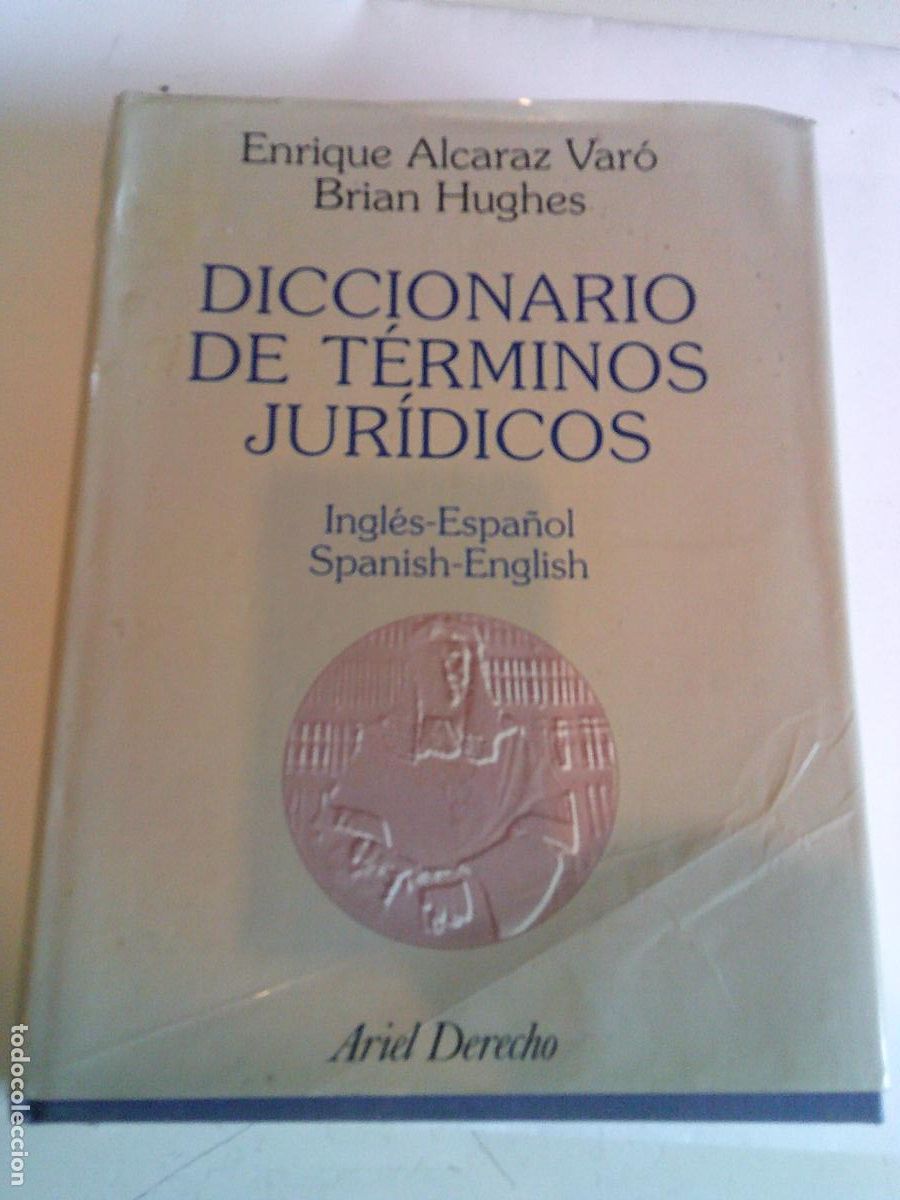 Enrique Alcaraz Varó
Brian Hughes
DICCIONARIO
DE TÉRMINOS
JURÍDICOS
Inglés-Español
Spanish-English
Ariel Derecho
todocoleccion